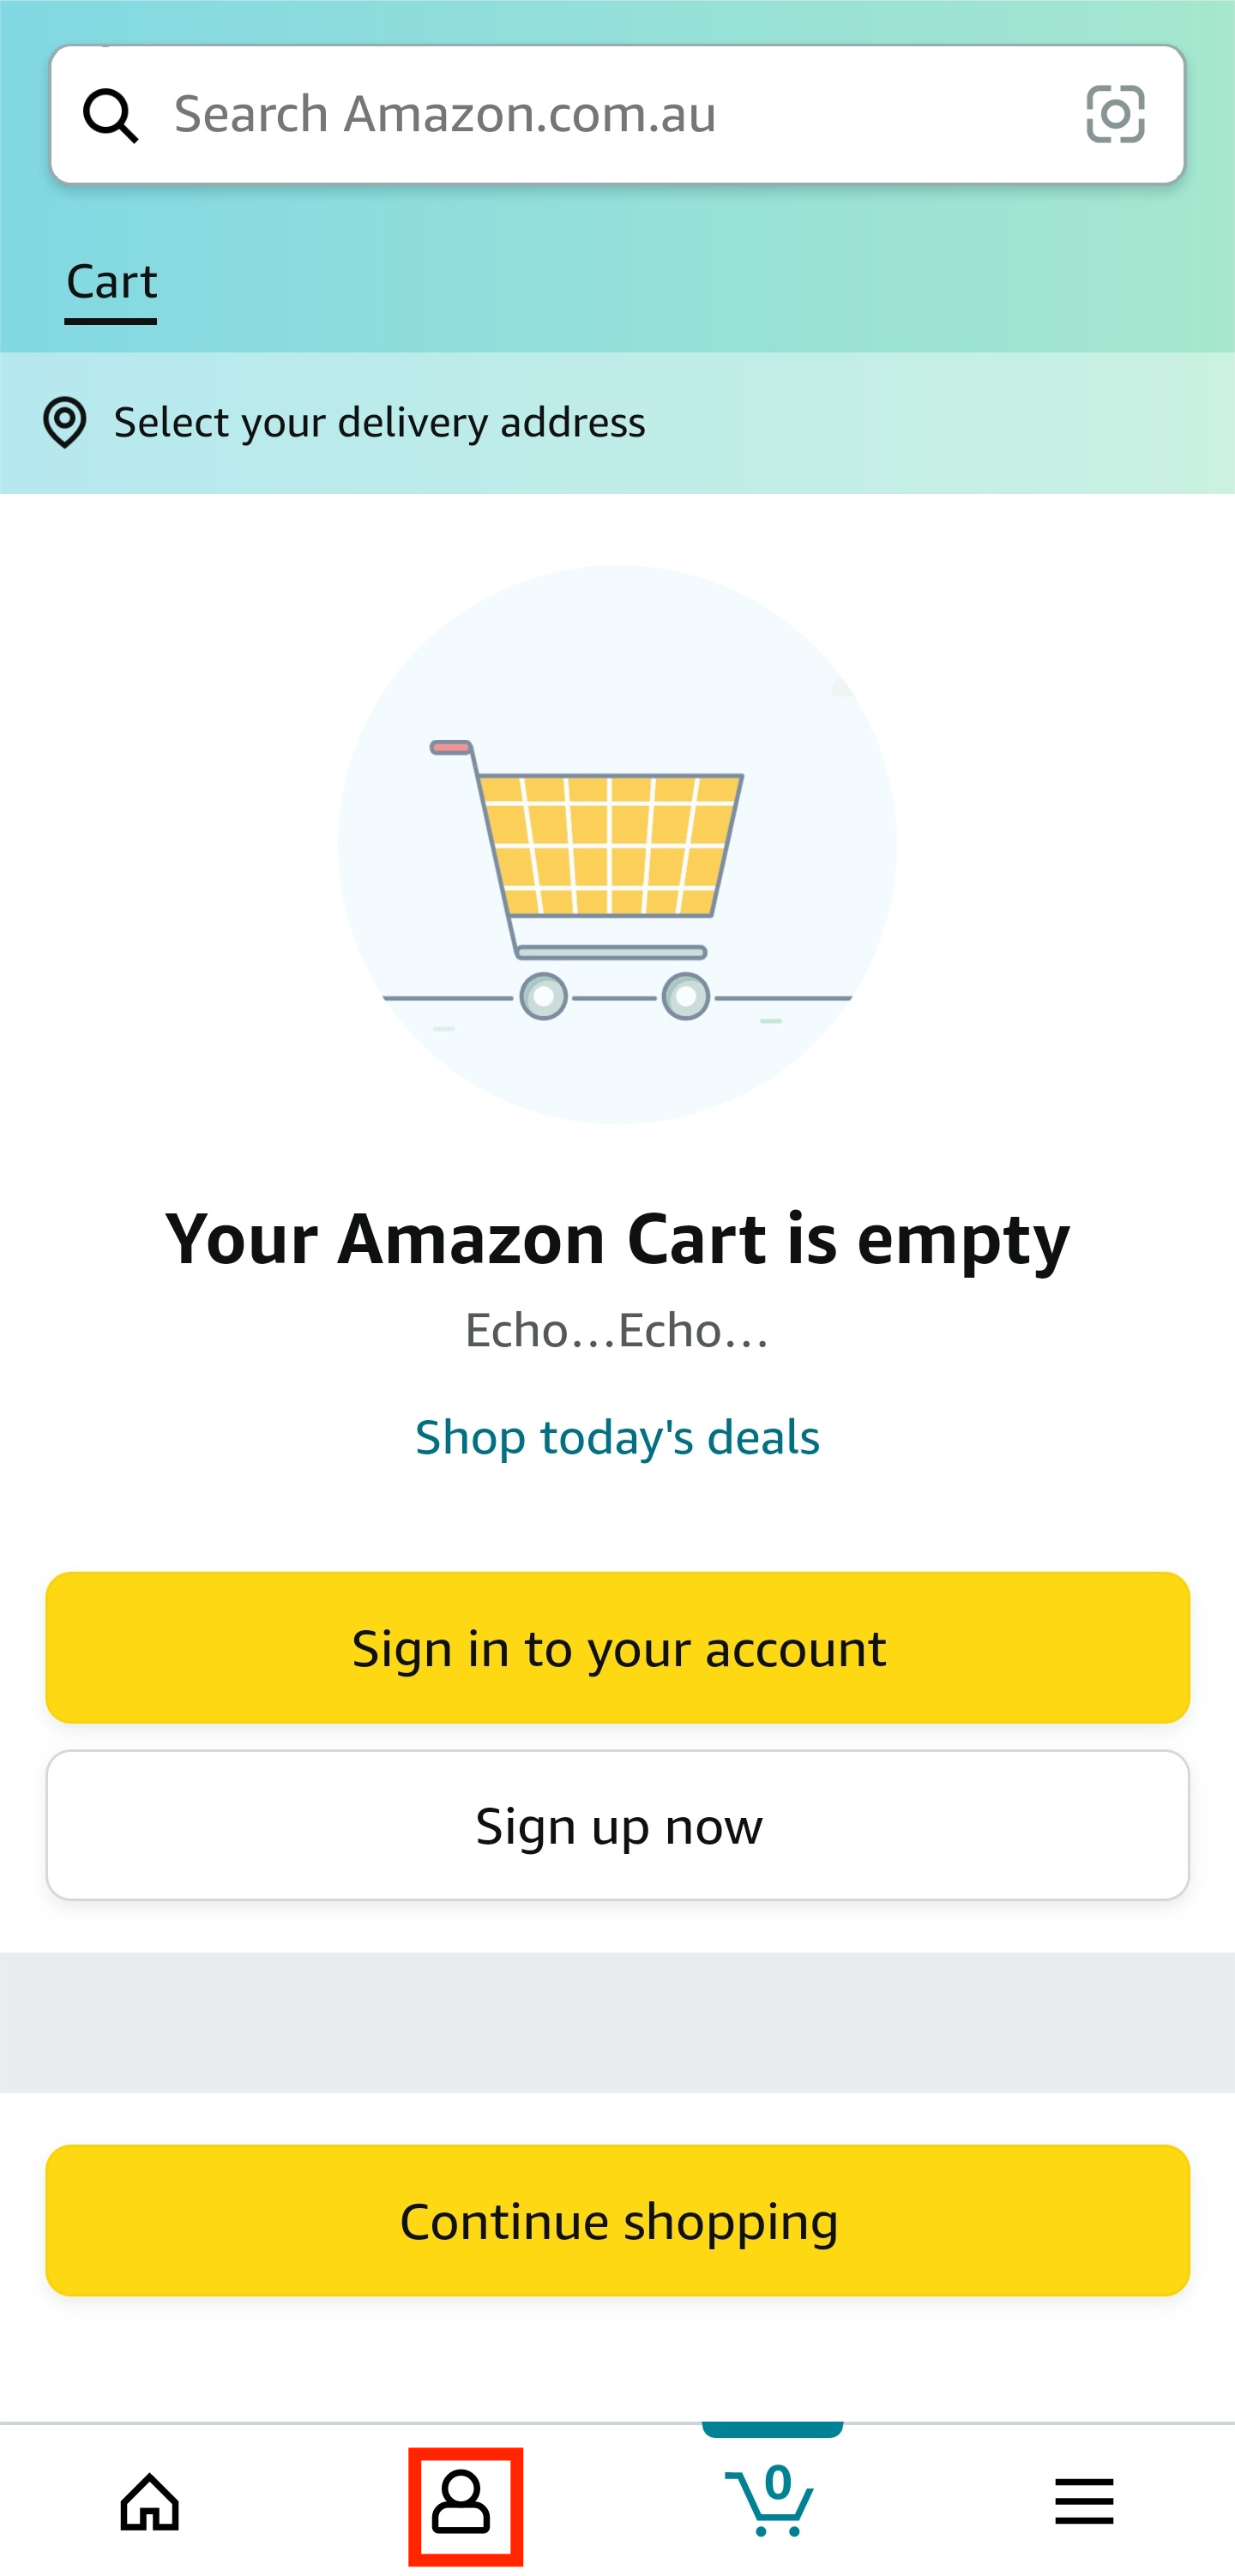 Search Amazon.com.au
Cart
Select your delivery address
Your Amazon Cart is empty
Echo...Echo...
Shop today's deals
Sign in to your account
Sign up now
Continue shopping
0